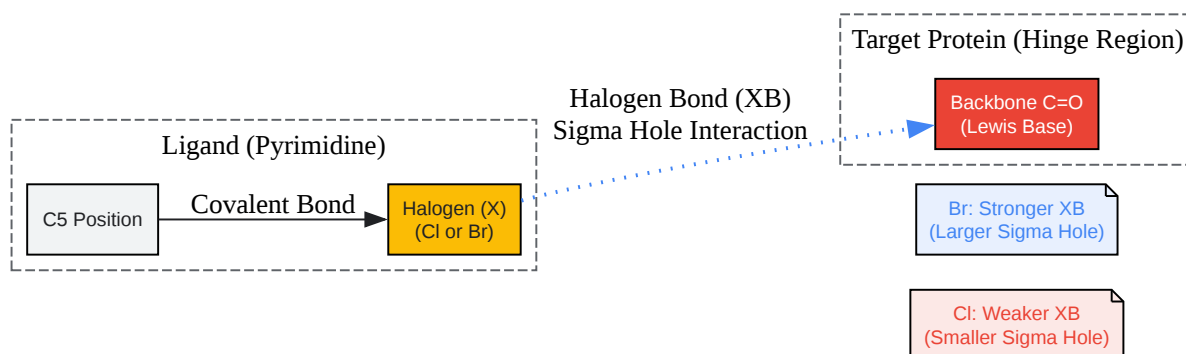 Target Protein (Hinge Region)
Backbone C=O
(Lewis Base)
Halogen Bond (XB)
Sigma Hole Interaction
Ligand (Pyrimidine)
C5 Position
Covalent Bond
Halogen (X)
(Cl or Br)
Br: Stronger XB
(Larger Sigma Hole)
Cl: Weaker XB
(Smaller Sigma Hole)